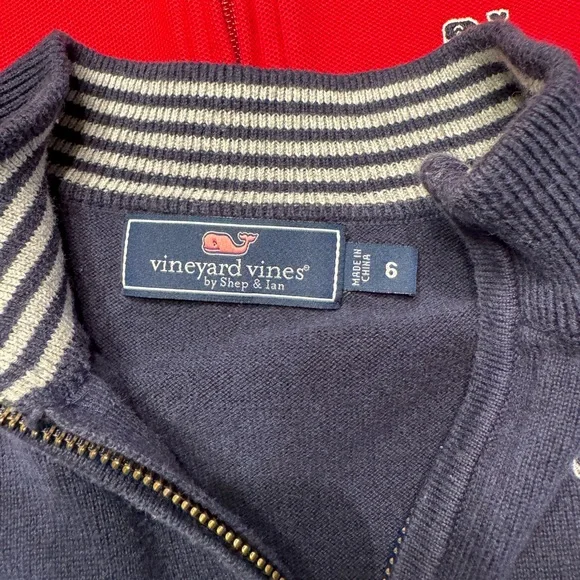 vineyard vines®
by Shep & Ian
MADE IN
CHINA
6